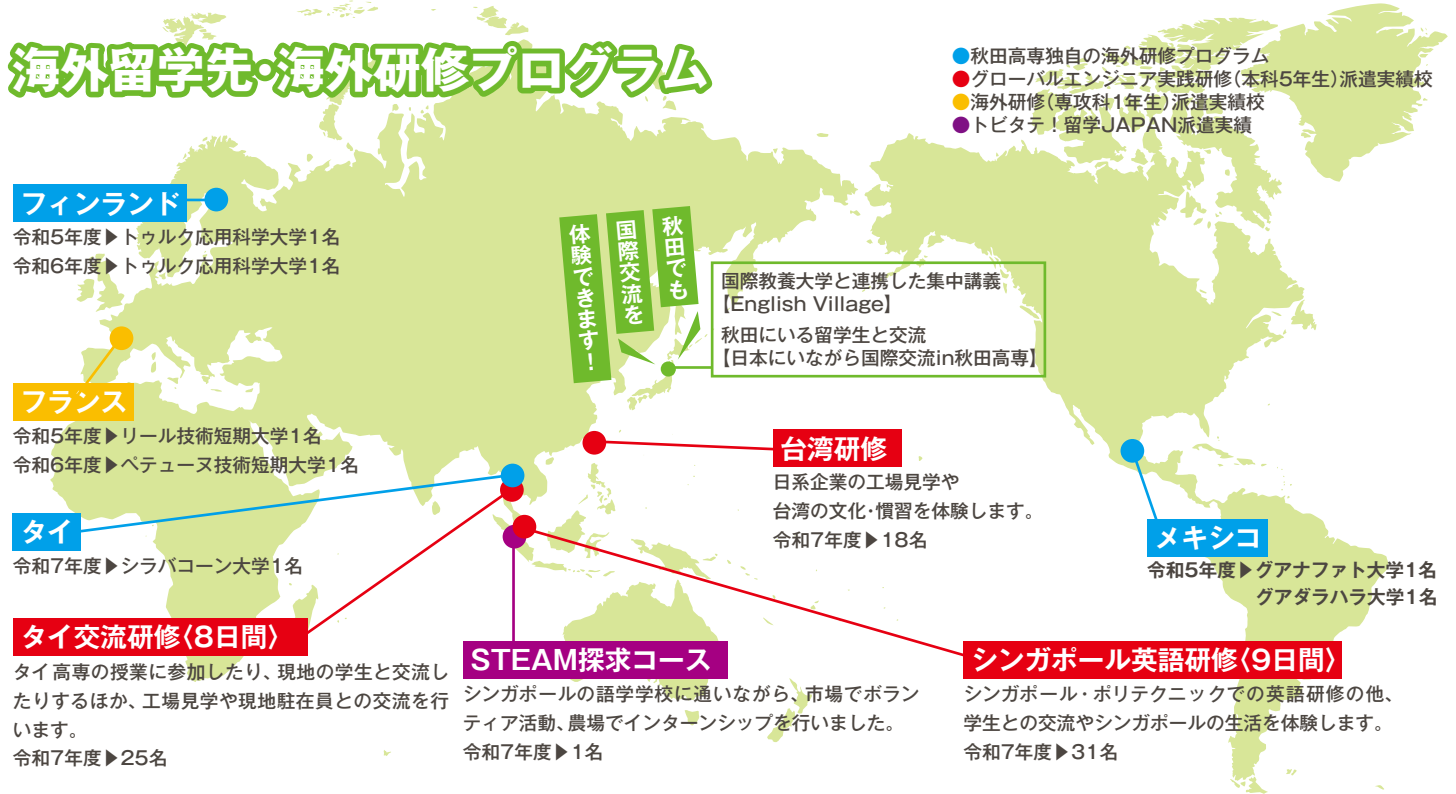 海外留学先・海外研修プログラム
●秋田高専独自の海外研修プログラム
●グローバルエンジニア実践研修（本科5年生）派遣実績校
●海外研修（専攻科1年生）派遣実績校
●トビタテ！留学JAPAN派遣実績
フィンランド
令和5年度▶トゥルク応用科学大学1名
令和6年度▶トゥルク応用科学大学1名
秋田でも
国際交流を
体験できます！
国際教養大学と連携した集中講義
【English Village】
秋田にいる留学生と交流
【日本にいながら国際交流in秋田高専】
フランス
令和5年度▶リール技術短期大学1名
令和6年度▶ペテューヌ技術短期大学1名
台湾研修
日系企業の工場見学や
台湾の文化・慣習を体験します。
令和7年度▶18名
タイ
令和7年度▶シラパコーン大学1名
メキシコ
令和5年度▶グアナファト大学1名
グアダラハラ大学1名
タイ交流研修〈8日間〉
タイ高専の授業に参加したり、現地の学生と交流し
たりするほか、工場見学や現地駐在員との交流を行
います。
令和7年度▶25名
STEAM探求コース
シンガポールの語学学校に通いながら、市場でボラン
ティア活動、農場でインターンシップを行いました。
令和7年度▶1名
シンガポール英語研修〈9日間〉
シンガポール・ポリテクニックでの英語研修の他、
学生との交流やシンガポールの生活を体験します。
令和7年度▶31名